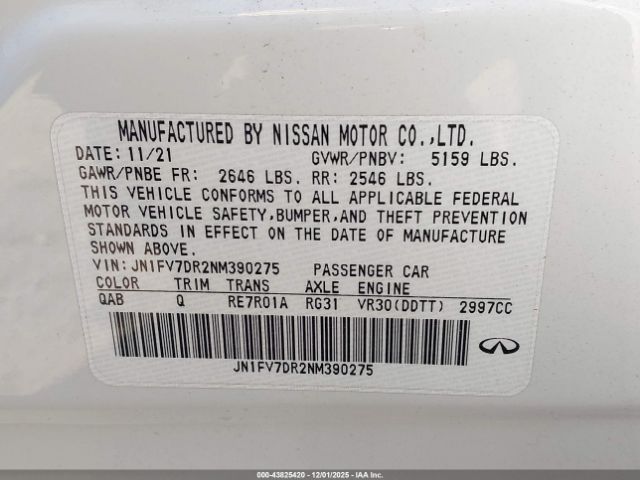 MANUFACTURED BY NISSAN MOTOR CO.,LTD.
DATE: 11/21 GVWR/PNBV: 5159 LBS.
GAWR/PNBE FR: 2646 LBS. RR: 2546 LBS.
THIS VEHICLE CONFORMS TO ALL APPLICABLE FEDERAL
MOTOR VEHICLE SAFETY,BUMPER,AND THEFT PREVENTION
STANDARDS IN EFFECT ON THE DATE OF MANUFACTURE
SHOWN ABOVE.
VIN: JN1FV7DR2NM390275 PASSENGER CAR
COLOR TRIM TRANS AXLE ENGINE
QAB Q RE7R01A RG31 VR30(DDTT) 2997CC
JN1FV7DR2NM390275
000-43825420 - 12/01/2025 - IAAI.COM